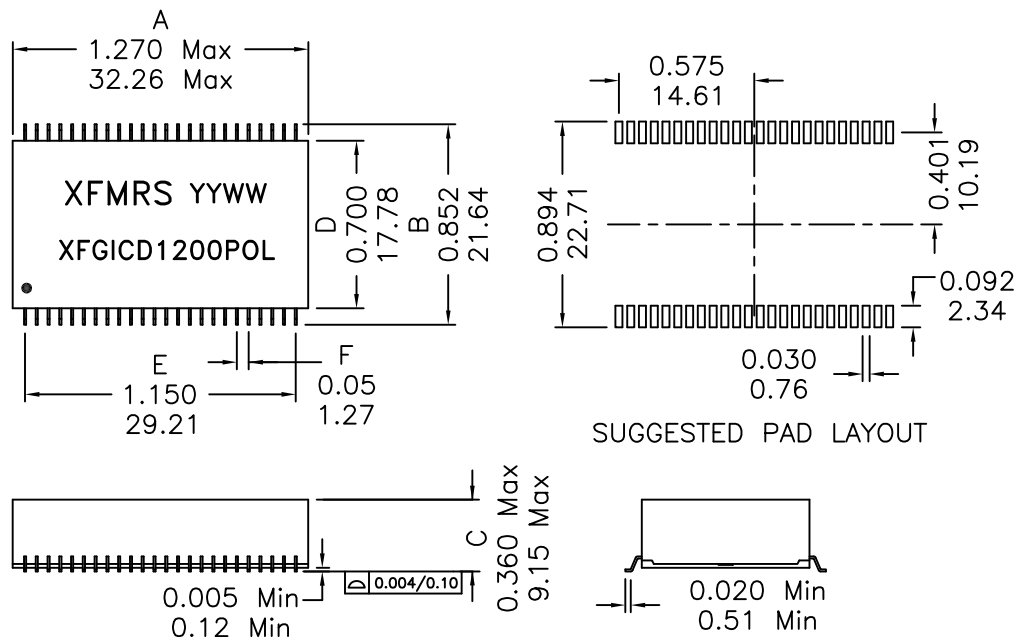 A
1.270 Max
32.26 Max
XFMRS YYWW
XFGICD1200POL
D
0.700
17.78
B
0.852
21.64
E
1.150
29.21
F
0.05
1.27
0.575
14.61
0.401
10.19
0.894
22.71
0.092
2.34
0.030
0.76
SUGGESTED PAD LAYOUT
C
0.360 Max
9.15 Max
0.005 Min
0.12 Min
0.004/0.10
0.020 Min
0.51 Min